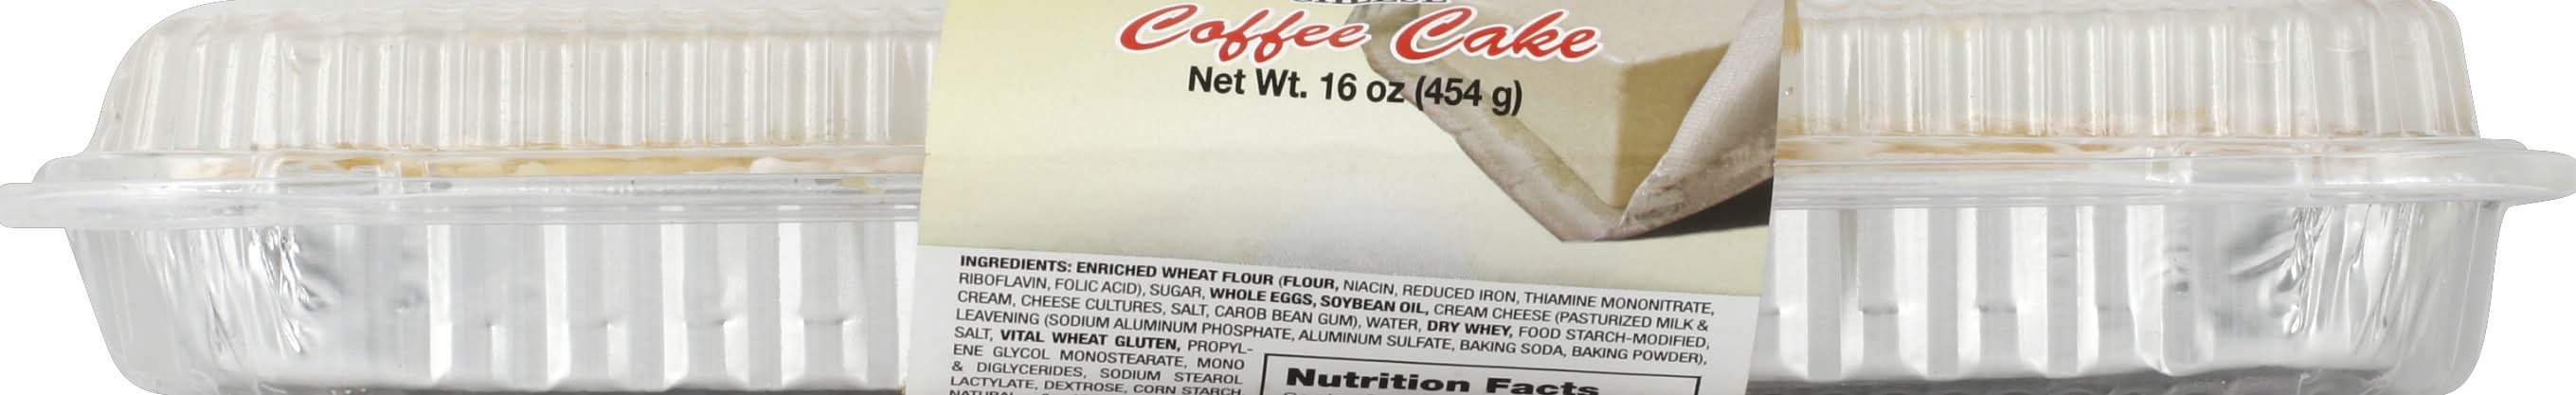 CHEESE
Coffee Cake
Net Wt. 16 oz (454 g)
INGREDIENTS: ENRICHED WHEAT FLOUR (FLOUR, NIACIN, REDUCED IRON, THIAMINE MONONITRATE,
RIBOFLAVIN, FOLIC ACID), SUGAR, WHOLE EGGS, SOYBEAN OIL, CREAM CHEESE (PASTURIZED MILK &
CREAM, CHEESE CULTURES, SALT, CAROB BEAN GUM), WATER, DRY WHEY, FOOD STARCH-MODIFIED,
LEAVENING (SODIUM ALUMINUM PHOSPHATE, ALUMINUM SULFATE, BAKING SODA, BAKING POWDER),
SALT, VITAL WHEAT GLUTEN, PROPYL-
ENE GLYCOL MONOSTEARATE, MONO
& DIGLYCERIDES, SODIUM STEAROL
LACTYLATE, DEXTROSE, CORN STARCH,
Nutrition Facts